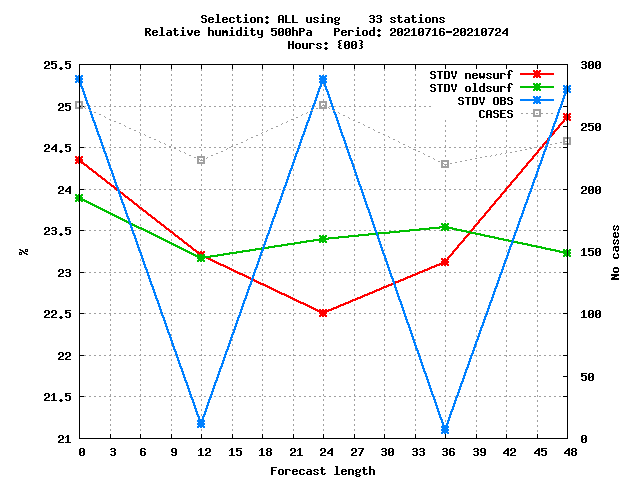 Selection: ALL using    33 stations
Relative humidity 500hPa   Period: 20210716-20210724
Hours: {00}
STDV newsurf
STDV oldsurf
STDV OBS
CASES
25.5
25
24.5
24
23.5
23
22.5
22
21.5
21
%
300
250
200
150
100
50
0
No cases
0 3 6 9 12 15 18 21 24 27 30 33 36 39 42 45 48
Forecast length